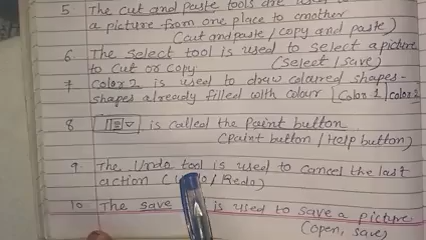 5 The cut and paste tools are used to
a picture from one place to another
(cut and paste / copy and paste)
6. The select tool is used to select a picture
to cut or copy. (Select / save)
7 Color 2 is used to draw coloured shapes-
shapes already filled with colour [Color 1] color 2
8 is called the Paint button
(Paint button / Help button)
9. The Undo tool is used to cancel the last
action (Undo / Redo)
10. The save is used to save a picture
(open, save)